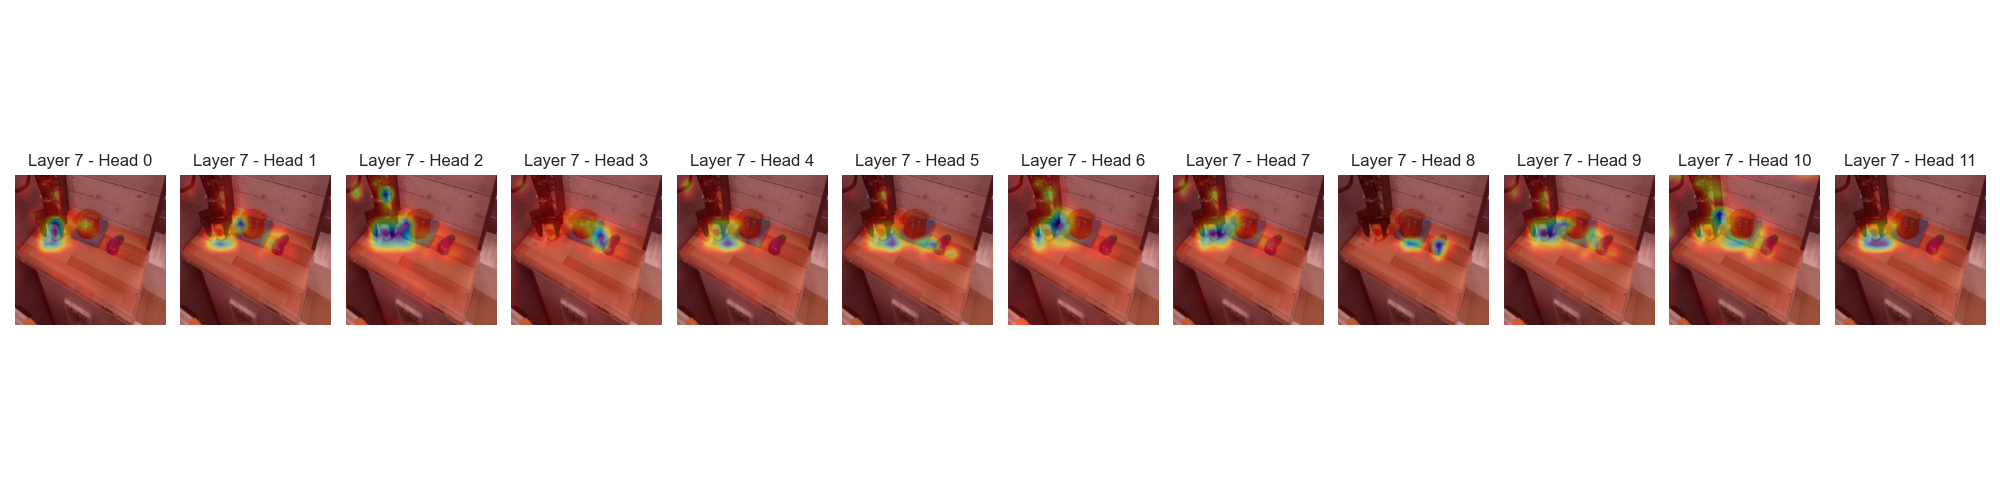 Layer 7 - Head 0
Layer 7 - Head 1
Layer 7 - Head 2
Layer 7 - Head 3
Layer 7 - Head 4
Layer 7 - Head 5
Layer 7 - Head 6
Layer 7 - Head 7
Layer 7 - Head 8
Layer 7 - Head 9
Layer 7 - Head 10
Layer 7 - Head 11